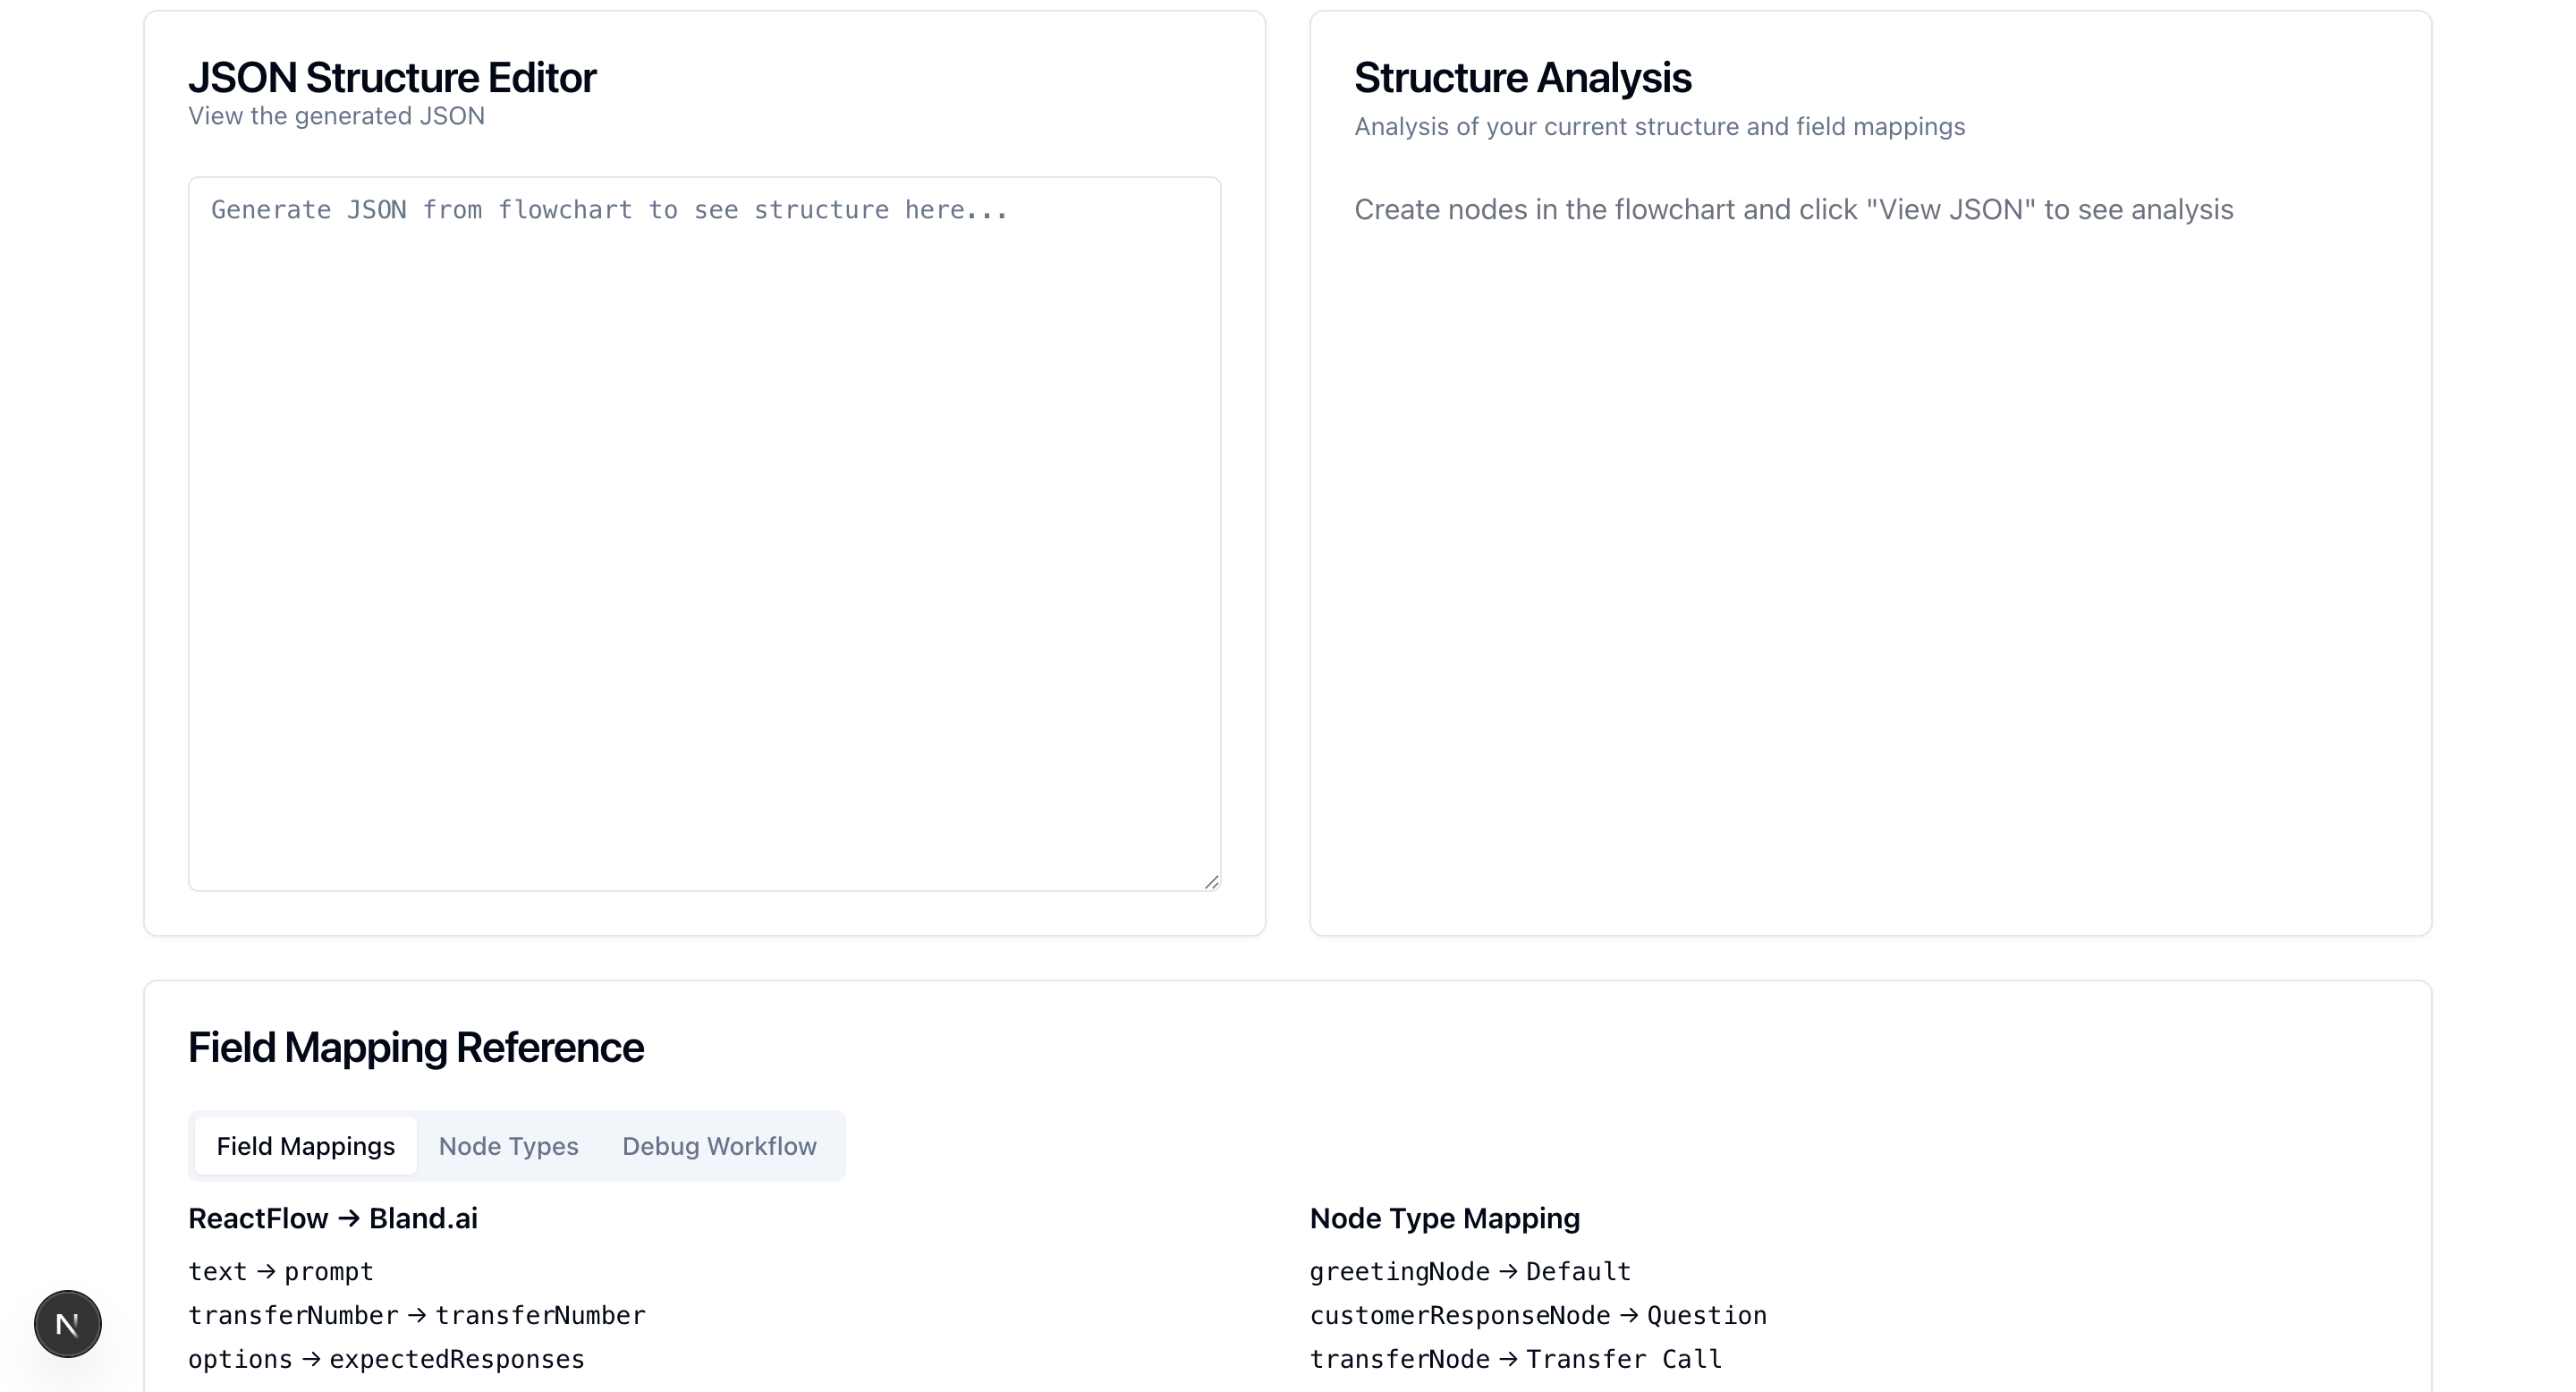 JSON Structure Editor
View the generated JSON
Generate JSON from flowchart to see structure here...
Structure Analysis
Analysis of your current structure and field mappings
Create nodes in the flowchart and click "View JSON" to see analysis
Field Mapping Reference
Field Mappings Node Types Debug Workflow
ReactFlow → Bland.ai
text → prompt
transferNumber → transferNumber
options → expectedResponses
Node Type Mapping
greetingNode → Default
customerResponseNode → Question
transferNode → Transfer Call
N